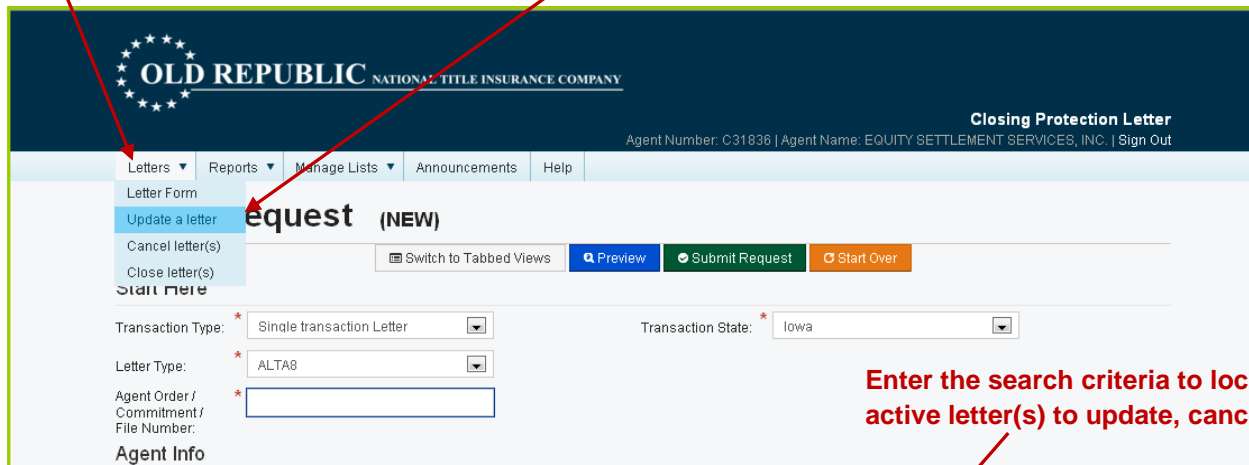 OLD REPUBLIC NATIONAL TITLE INSURANCE COMPANY
Closing Protection Letter
Agent Number: C31836 | Agent Name: EQUITY SETTLEMENT SERVICES, INC. | Sign Out
Letters Reports Manage Lists Announcements Help
Letter Form
Update a letter
Cancel letter(s)
Close letter(s)
equest (NEW)
Switch to Tabbed Views Preview Submit Request Start Over
Start Here
Transaction Type: * Single transaction Letter Transaction State: * Iowa
Letter Type: * ALTA8
Agent Order / *
Commitment /
File Number:
Agent Info
Enter the search criteria to loc
active letter(s) to update, canc